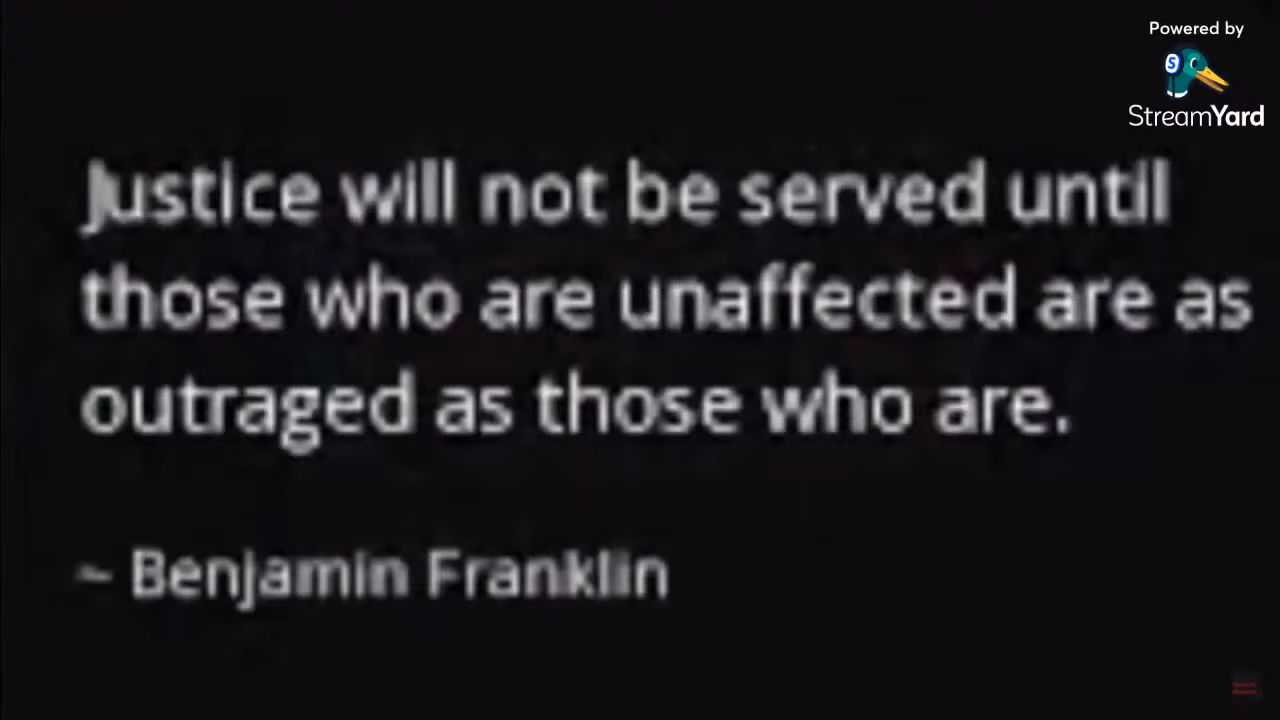 Powered by
StreamYard
Justice will not be served until
those who are unaffected are as
outraged as those who are.
~ Benjamin Franklin